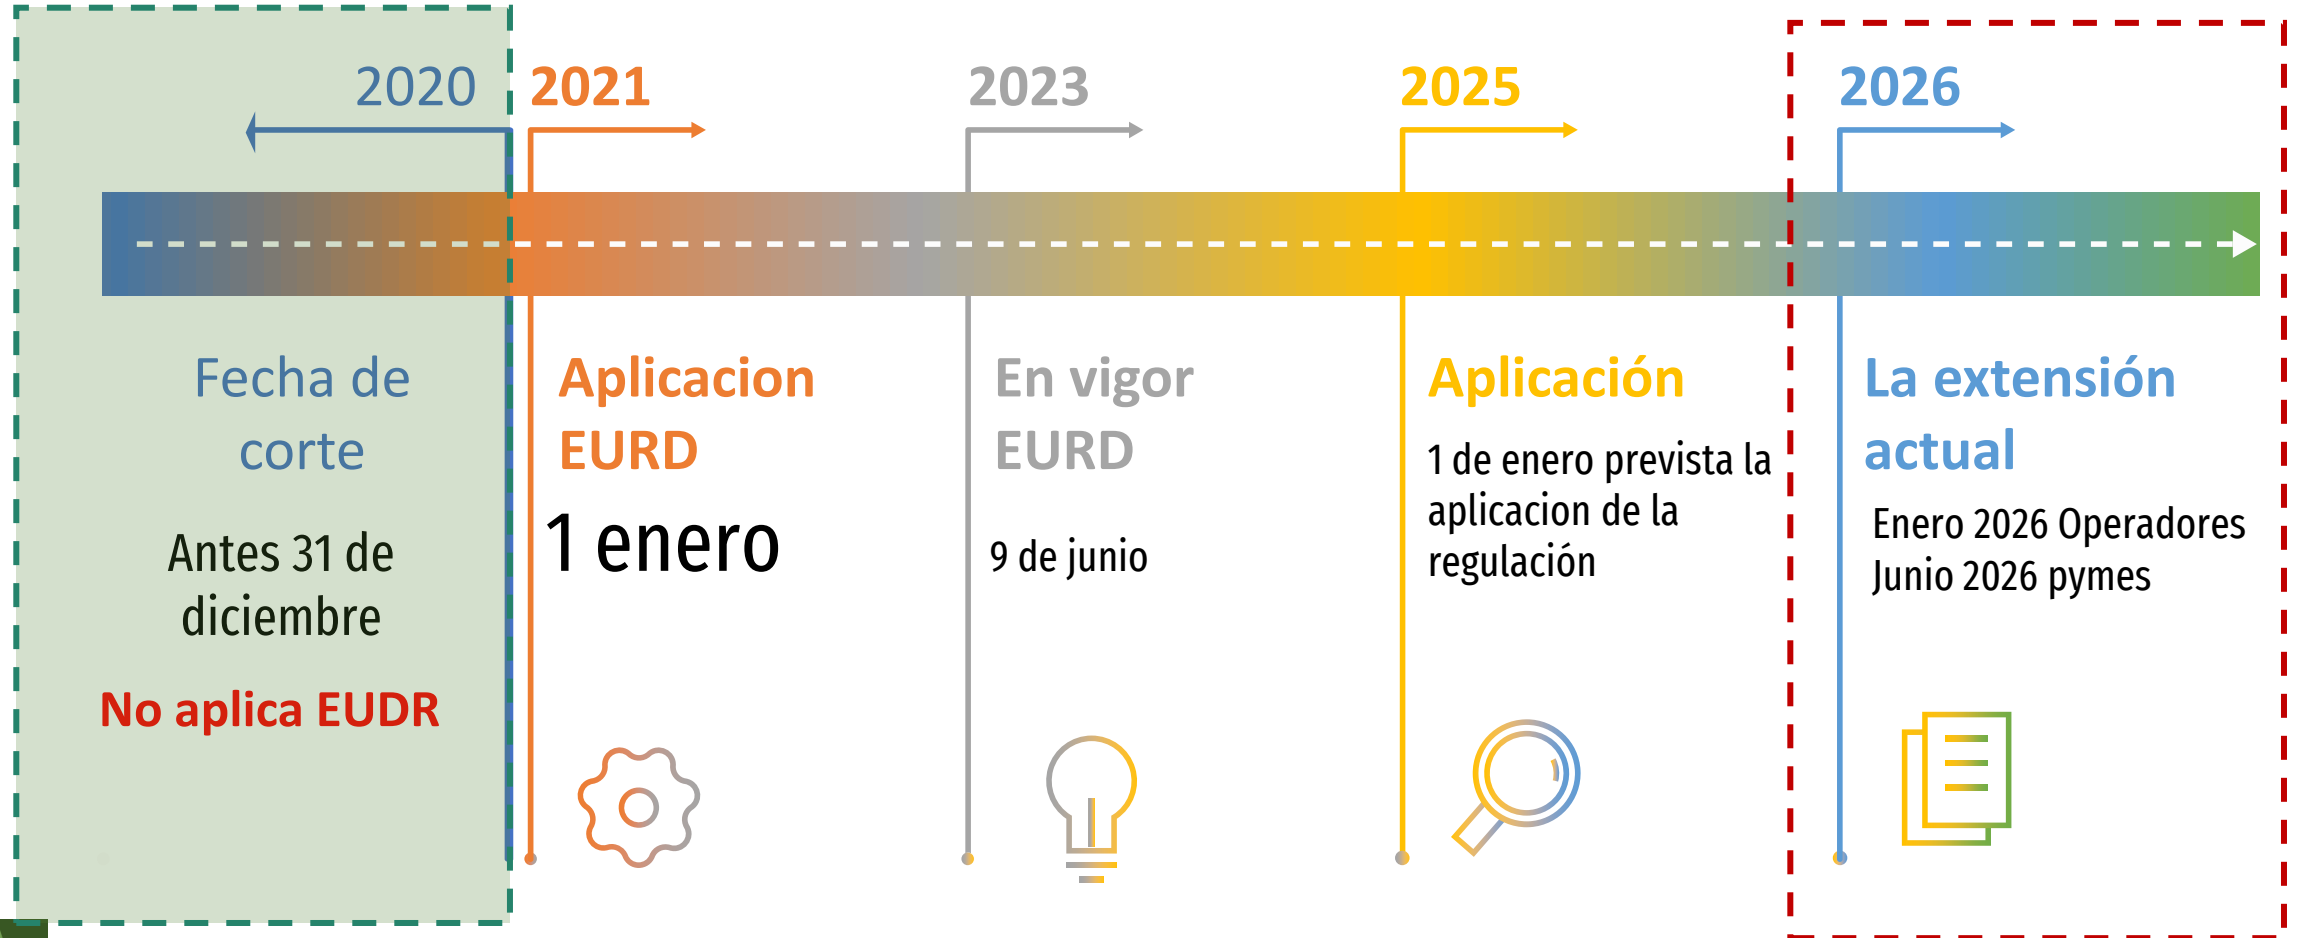 2020
2021
2023
2025
2026
Fecha de
corte
Antes 31 de
diciembre
No aplica EUDR
Aplicacion
EURD
1 enero
En vigor
EURD
9 de junio
Aplicación
1 de enero prevista la
aplicacion de la
regulación
La extensión
actual
Enero 2026 Operadores
Junio 2026 pymes